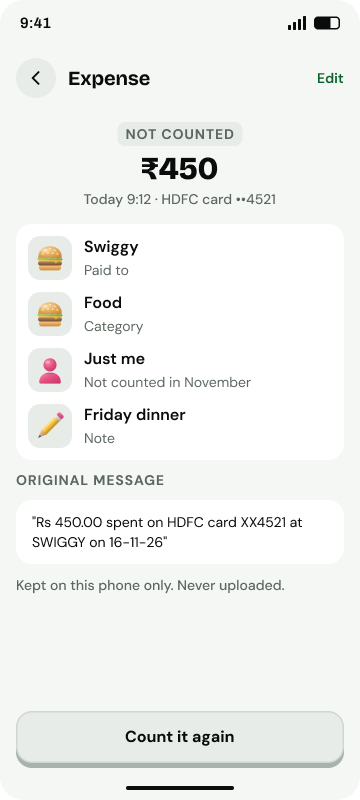 9:41
Expense
Edit
NOT COUNTED
₹450
Today 9:12 · HDFC card ••4521
Swiggy
Paid to
Food
Category
Just me
Not counted in November
Friday dinner
Note
ORIGINAL MESSAGE
"Rs 450.00 spent on HDFC card XX4521 at
SWIGGY on 16-11-26"
Kept on this phone only. Never uploaded.
Count it again